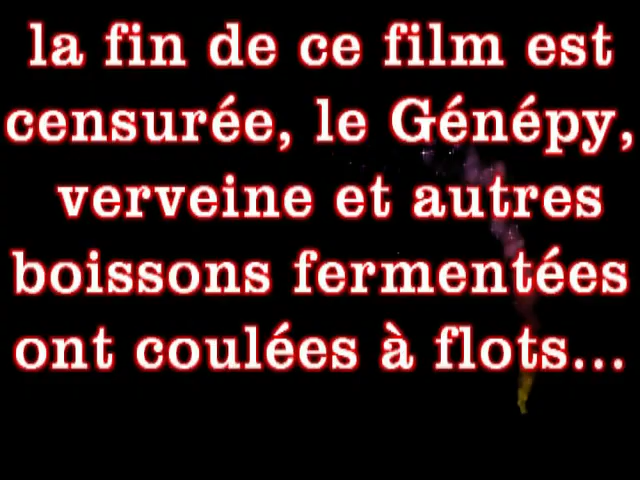 la fin de ce film est
censurée, le Génépy,
verveine et autres
boissons fermentées
ont coulées à flots...